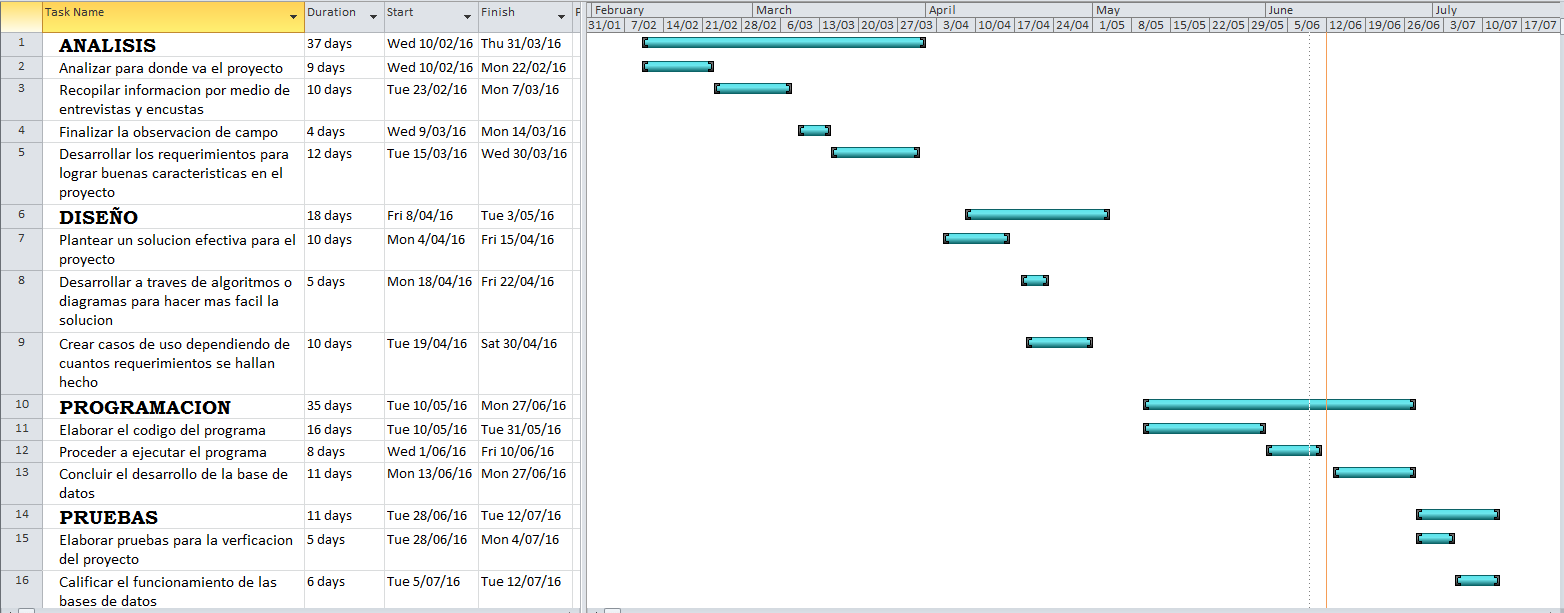 Task Name Duration Start Finish F
February March April May June July
31/01 7/02 14/02 21/02 28/02 6/03 13/03 20/03 27/03 3/04 10/04 17/04 24/04 1/05 8/05 15/05 22/05 29/05 5/06 12/06 19/06 26/06 3/07 10/07 17/07
1 ANALISIS 37 days Wed 10/02/16 Thu 31/03/16
2 Analizar para donde va el proyecto 9 days Wed 10/02/16 Mon 22/02/16
3 Recopilar informacion por medio de 10 days Tue 23/02/16 Mon 7/03/16
entrevistas y encustas
4 Finalizar la observacion de campo 4 days Wed 9/03/16 Mon 14/03/16
5 Desarrollar los requerimientos para 12 days Tue 15/03/16 Wed 30/03/16
lograr buenas caracteristicas en el
proyecto
6 DISEÑO 18 days Fri 8/04/16 Tue 3/05/16
7 Plantear un solucion efectiva para el 10 days Mon 4/04/16 Fri 15/04/16
proyecto
8 Desarrollar a traves de algoritmos o 5 days Mon 18/04/16 Fri 22/04/16
diagramas para hacer mas facil la
solucion
9 Crear casos de uso dependiendo de 10 days Tue 19/04/16 Sat 30/04/16
cuantos requerimientos se hallan
hecho
10 PROGRAMACION 35 days Tue 10/05/16 Mon 27/06/16
11 Elaborar el codigo del programa 16 days Tue 10/05/16 Tue 31/05/16
12 Proceder a ejecutar el programa 8 days Wed 1/06/16 Fri 10/06/16
13 Concluir el desarrollo de la base de 11 days Mon 13/06/16 Mon 27/06/16
datos
14 PRUEBAS 11 days Tue 28/06/16 Tue 12/07/16
15 Elaborar pruebas para la verficacion 5 days Tue 28/06/16 Mon 4/07/16
del proyecto
16 Calificar el funcionamiento de las 6 days Tue 5/07/16 Tue 12/07/16
bases de datos